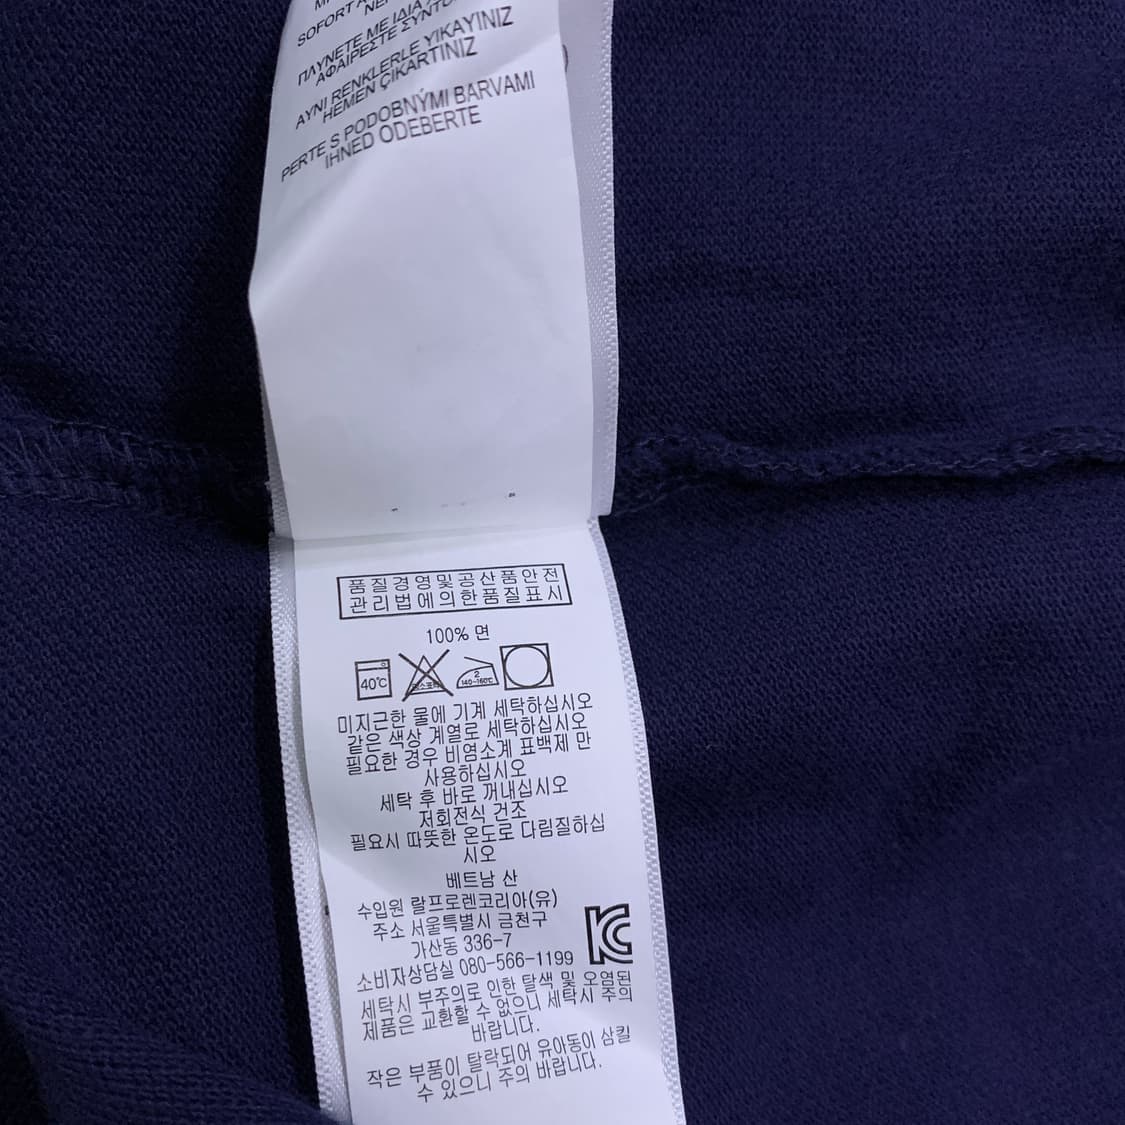 SOFORT
ΠΛΥΝΕΤΕ ΜΕ ΙΔΙΑ
ΑΦΑΙΡΕΣΤΕ
AYNI RENKLERLE YIKAYINIZ
HEMEN ÇIKARTINIZ
PERTE S PODOBNÝMI BARVAMI
IHNED ODEBERTE
품질경영및공산품안전
관리법에의한품질표시
100% 면
40℃
2
140~160℃
미지근한 물에 기계 세탁하십시오
같은 색상 계열로 세탁하십시오
필요한 경우 비염소계 표백제 만
사용하십시오
세탁 후 바로 꺼내십시오
저회전식 건조
필요시 따뜻한 온도로 다림질하십
시오
베트남 산
수입원 랄프로렌코리아(유)
주소 서울특별시 금천구
가산동 336-7
소비자상담실 080-566-1199
세탁시 부주의로 인한 탈색 및 오염된
제품은 교환할 수 없으니 세탁시 주의
바랍니다.
작은 부품이 탈락되어 유아동이 삼킬
수 있으니 주의 바랍니다.